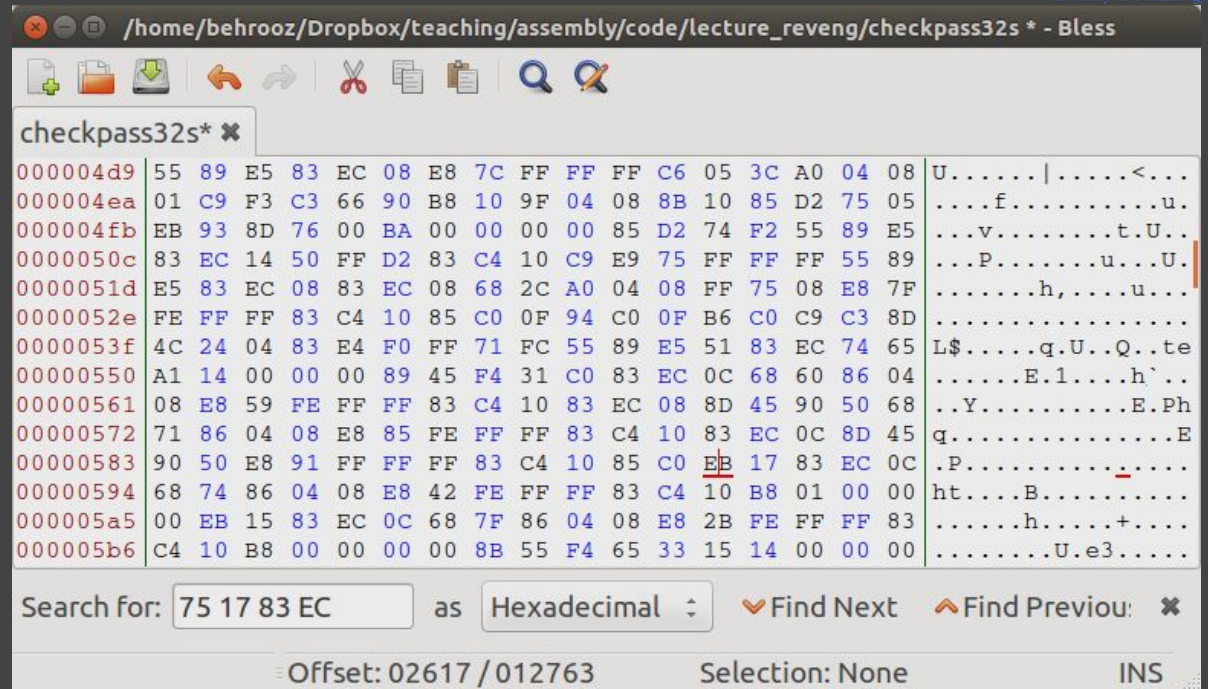 /home/behrooz/Dropbox/teaching/assembly/code/lecture_reveng/checkpass32s * - Bless
checkpass32s*
000004d9 55 89 E5 83 EC 08 E8 7C FF FF FF C6 05 3C A0 04 08 U......|.....<...
000004ea 01 C9 F3 C3 66 90 B8 10 9F 04 08 8B 10 85 D2 75 05 ....f..........u.
000004fb EB 93 8D 76 00 BA 00 00 00 00 85 D2 74 F2 55 89 E5 ...v........t.U..
0000050c 83 EC 14 50 FF D2 83 C4 10 C9 E9 75 FF FF FF 55 89 ...P.......u...U.
0000051d E5 83 EC 08 83 EC 08 68 2C A0 04 08 FF 75 08 E8 7F .......h,....u...
0000052e FE FF FF 83 C4 10 85 C0 0F 94 C0 0F B6 C0 C9 C3 8D .................
0000053f 4C 24 04 83 E4 F0 FF 71 FC 55 89 E5 51 83 EC 74 65 L$.....q.U..Q..te
00000550 A1 14 00 00 00 89 45 F4 31 C0 83 EC 0C 68 60 86 04 ......E.1....h`..
00000561 08 E8 59 FE FF FF 83 C4 10 83 EC 08 8D 45 90 50 68 ..Y..........E.Ph
00000572 71 86 04 08 E8 85 FE FF FF 83 C4 10 83 EC 0C 8D 45 q...............E
00000583 90 50 E8 91 FF FF FF 83 C4 10 85 C0 EB 17 83 EC 0C .P...............
00000594 68 74 86 04 08 E8 42 FE FF FF 83 C4 10 B8 01 00 00 ht....B..........
000005a5 00 EB 15 83 EC 0C 68 7F 86 04 08 E8 2B FE FF FF 83 ......h.....+....
000005b6 C4 10 B8 00 00 00 00 8B 55 F4 65 33 15 14 00 00 00 ........U.e3.....
Search for: 75 17 83 EC as Hexadecimal Find Next Find Previou
Offset: 02617 / 012763 Selection: None INS